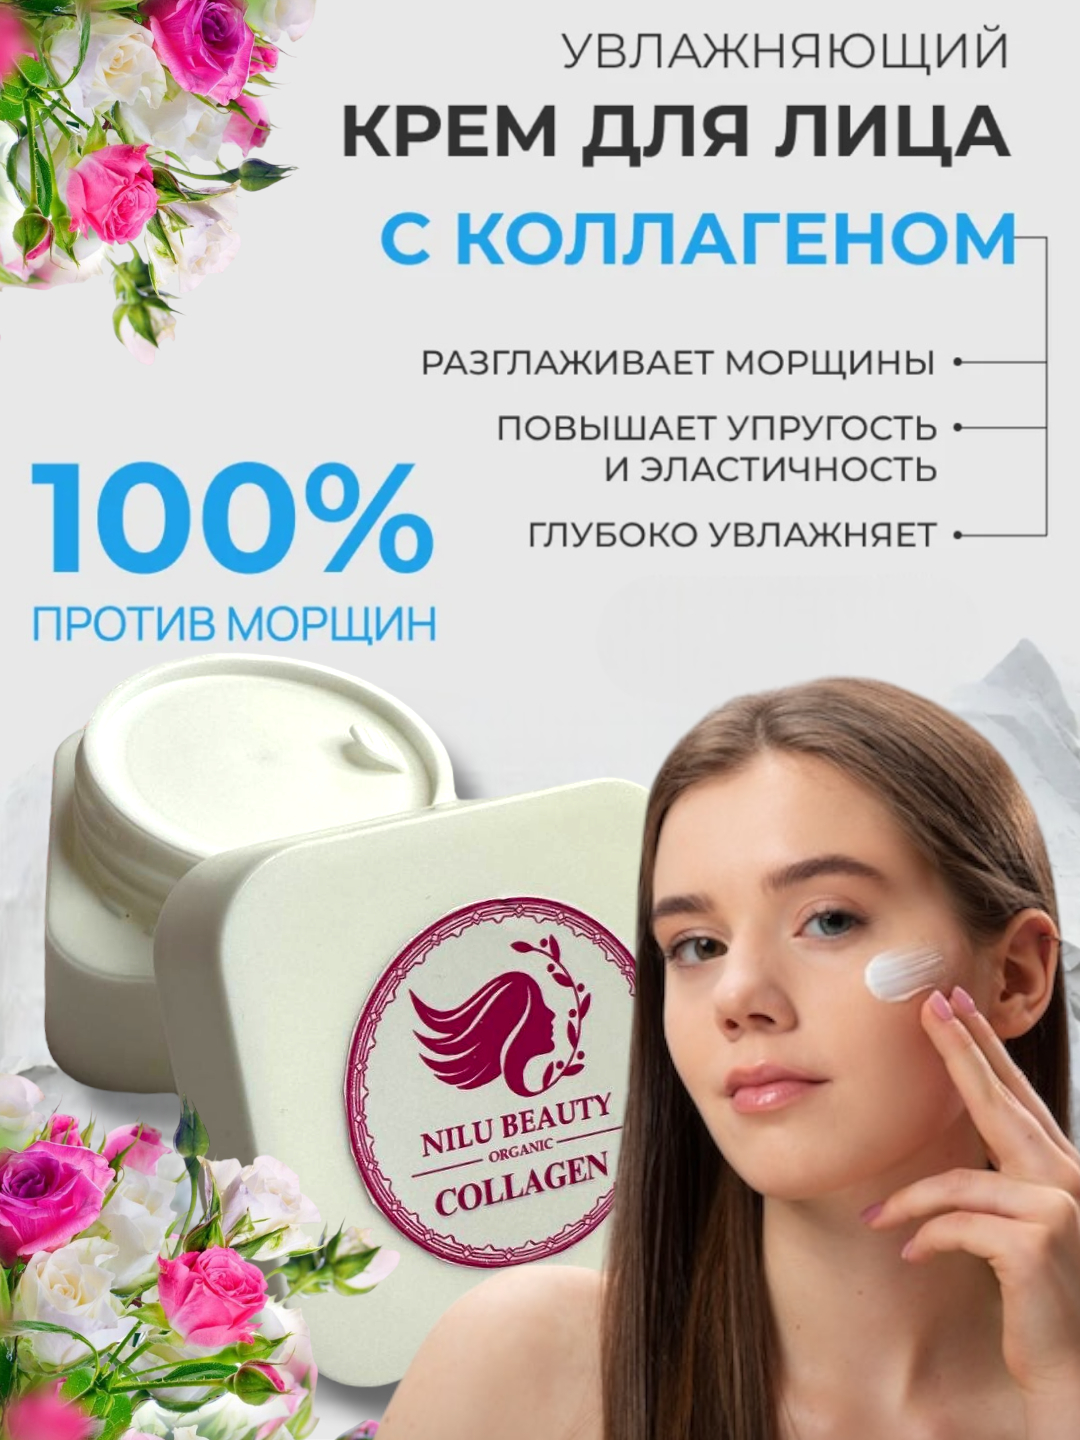 УВЛАЖНЯЮЩИЙ
КРЕМ ДЛЯ ЛИЦА
С КОЛЛАГЕНОМ
РАЗГЛАЖИВАЕТ МОРЩИНЫ
ПОВЫШАЕТ УПРУГОСТЬ
И ЭЛАСТИЧНОСТЬ
ГЛУБОКО УВЛАЖНЯЕТ
100%
ПРОТИВ МОРЩИН
NILU BEAUTY
ORGANIC
COLLAGEN